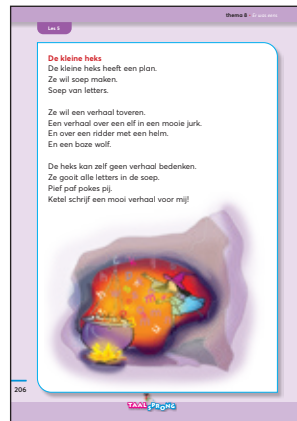 thema 8 • Er was eens
Les 5
De kleine heks
De kleine heks heeft een plan.
Ze wil soep maken.
Soep van letters.
Ze wil een verhaal toveren.
Een verhaal over een elf in een mooie jurk.
En over een ridder met een helm.
En een boze wolf.
De heks kan zelf geen verhaal bedenken.
Ze gooit alle letters in de soep.
Pief paf pokes pij.
Ketel schrijf een mooi verhaal voor mij!
206
TAALSPRONG